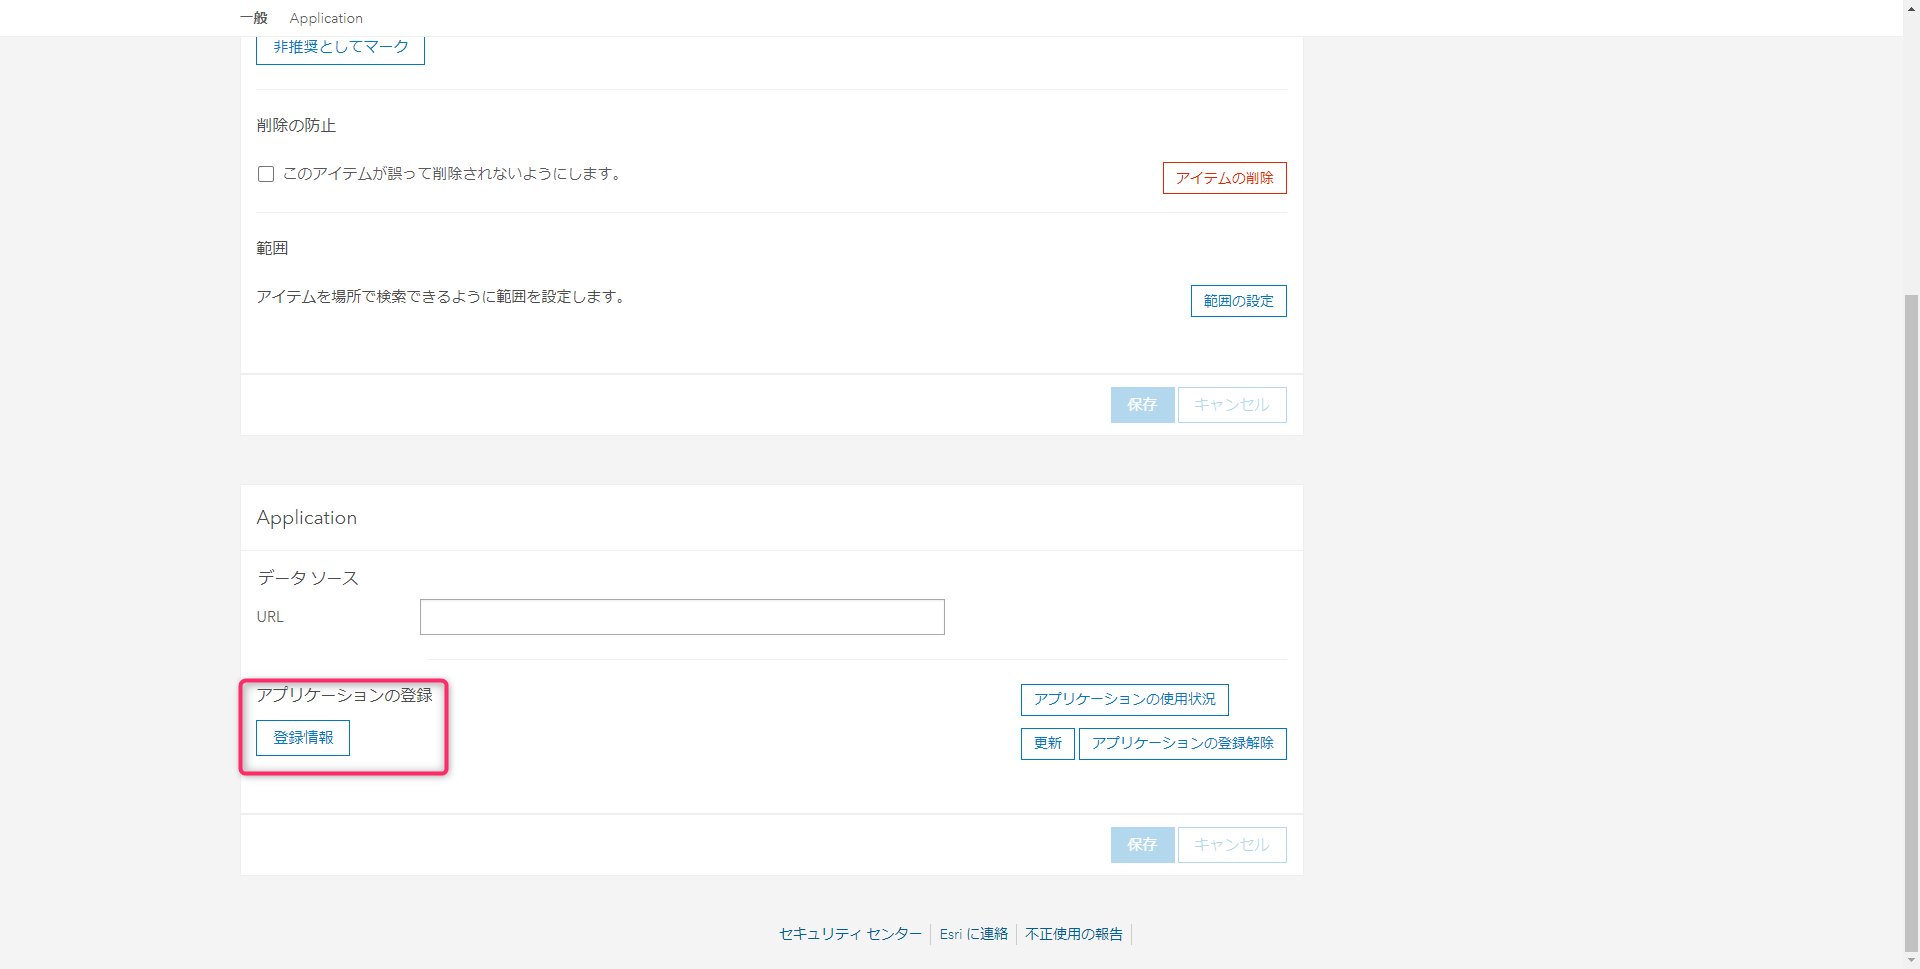 一般 Application
非推奨としてマーク
削除の防止
このアイテムが誤って削除されないようにします。
アイテムの削除
範囲
アイテムを場所で検索できるように範囲を設定します。
範囲の設定
保存 キャンセル
Application
データ ソース
URL
アプリケーションの登録
アプリケーションの使用状況
登録情報
更新 アプリケーションの登録解除
保存 キャンセル
セキュリティ センター Esri に連絡 不正使用の報告